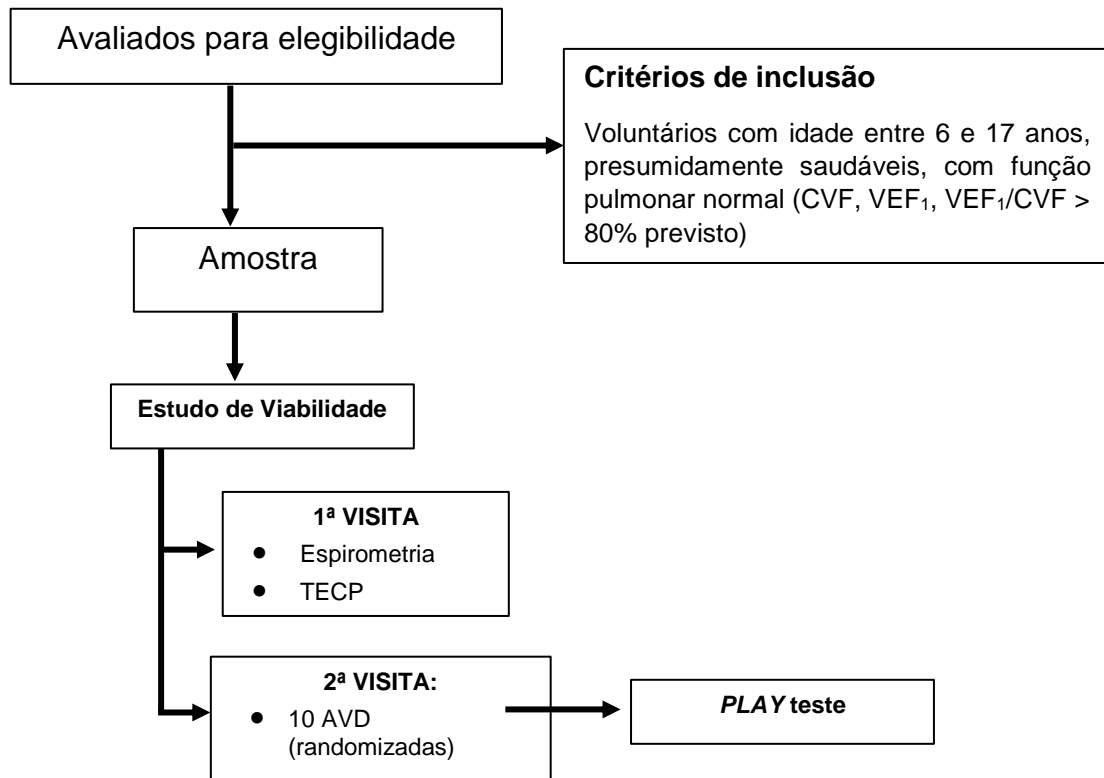 Avaliados para elegibilidade
Critérios de inclusão
Voluntários com idade entre 6 e 17 anos,
presumidamente saudáveis, com função
pulmonar normal (CVF, VEF₁, VEF₁/CVF >
80% previsto)
Amostra
Estudo de Viabilidade
1ª VISITA
● Espirometria
● TECP
2ª VISITA:
● 10 AVD
(randomizadas)
PLAY teste